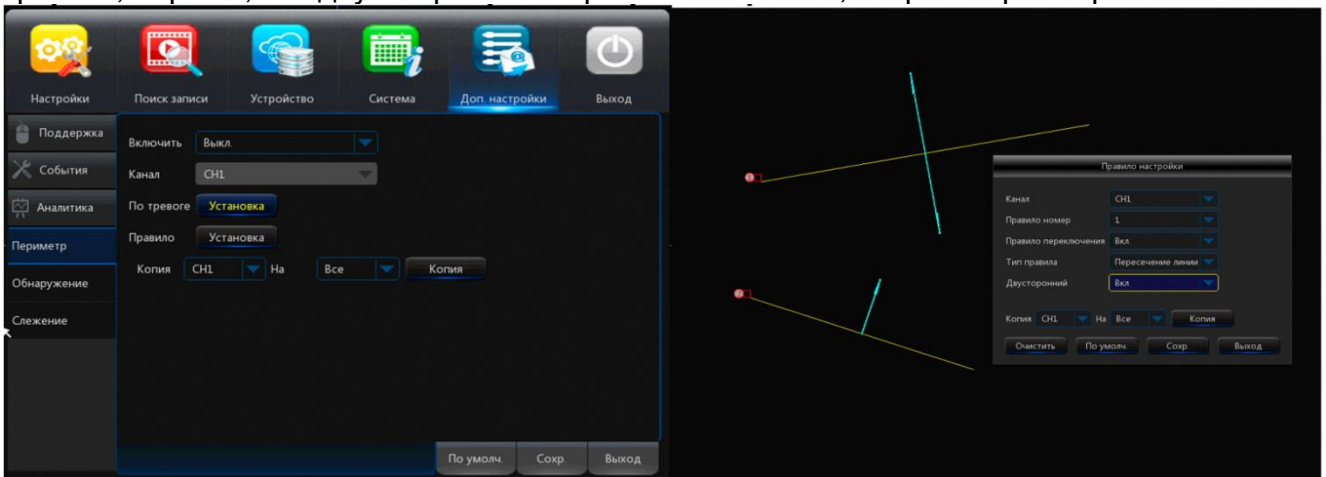 Настройки
Поиск записи
Устройство
Система
Доп. настройки
Выход
Поддержка
События
Аналитика
Периметр
Обнаружение
Слежение
Включить Выкл.
Канал CH1
По тревоге Установка
Правило Установка
Копия CH1 На Все Копия
По умолч. Сохр. Выход
1
2
Правило настройки
Канал CH1
Правило номер 1
Правило переключения Вкл
Тип правила Пересечение линии
Двусторонний Вкл.
Копия CH1 На Все Копия
Очистить По умолч Сохр Выход